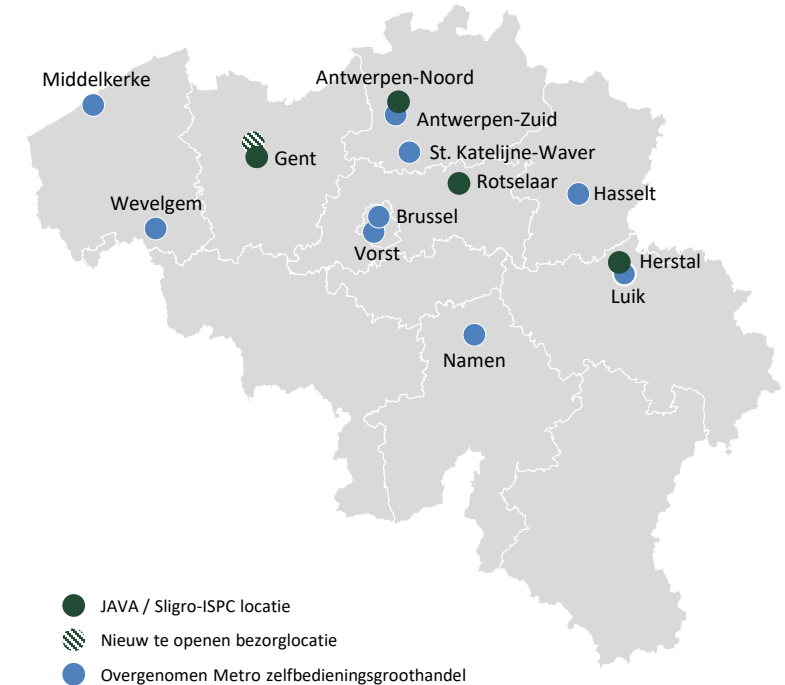 Middelkerke
Antwerpen-Noord
Antwerpen-Zuid
Gent
St. Katelijne-Waver
Rotselaar
Hasselt
Wevelgem
Brussel
Vorst
Herstal
Luik
Namen
JAVA / Sligro-ISPC locatie
Nieuw te openen bezorglocatie
Overgenomen Metro zelfbedieningsgroothandel